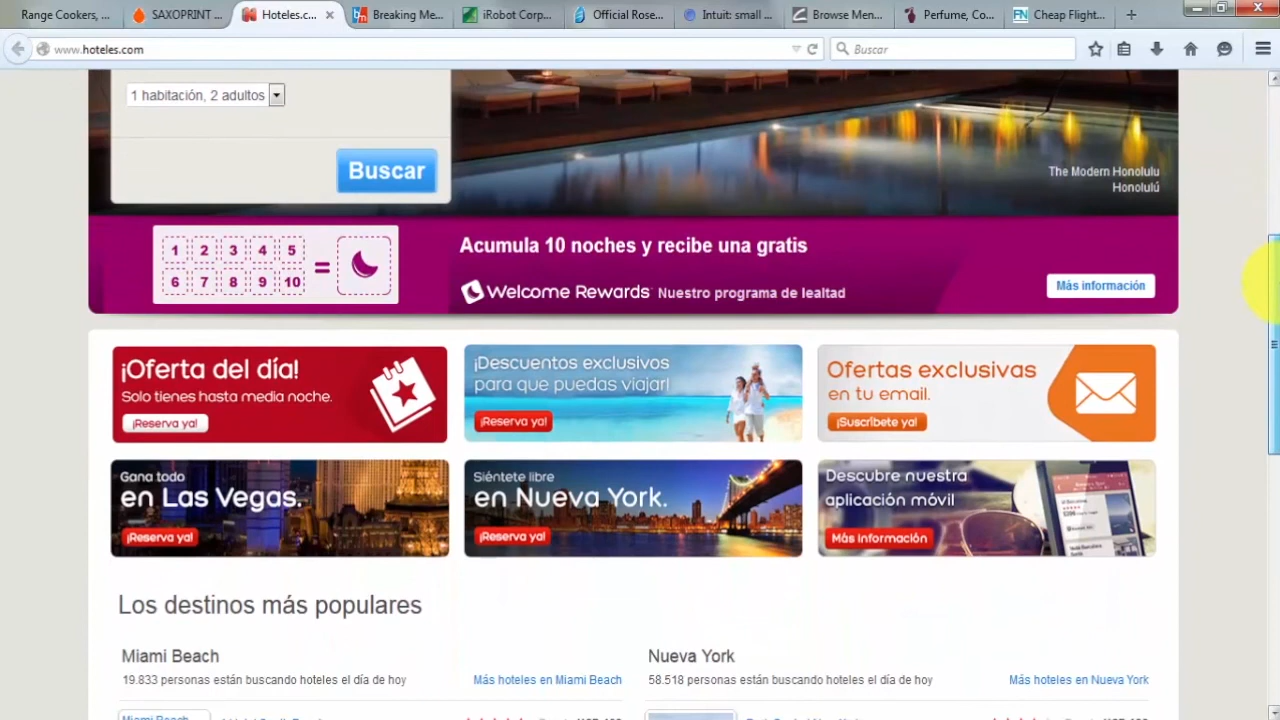 Range Cookers, ...
SAXOPRINT ...
Hoteles.c...
Breaking Me...
iRobot Corp...
Official Rose...
Intuit: small ...
Browse Men...
Perfume, Co...
FN Cheap Flight...
www.hoteles.com
Buscar
1 habitación, 2 adultos
Buscar
The Modern Honolulu
Honolulú
1 2 3 4 5
6 7 8 9 10
=
Acumula 10 noches y recibe una gratis
Welcome Rewards Nuestro programa de lealtad
Más información
¡Oferta del día!
Solo tienes hasta media noche.
¡Reserva ya!
¡Descuentos exclusivos
para que puedas viajar!
¡Reserva ya!
Ofertas exclusivas
en tu email.
¡Suscríbete ya!
Gana todo
en Las Vegas.
¡Reserva ya!
Siéntete libre
en Nueva York.
¡Reserva ya!
Descubre nuestra
aplicación móvil
Más información
Los destinos más populares
Miami Beach
19.833 personas están buscando hoteles el día de hoy
Más hoteles en Miami Beach
Nueva York
58.518 personas están buscando hoteles el día de hoy
Más hoteles en Nueva York
Miami Beach